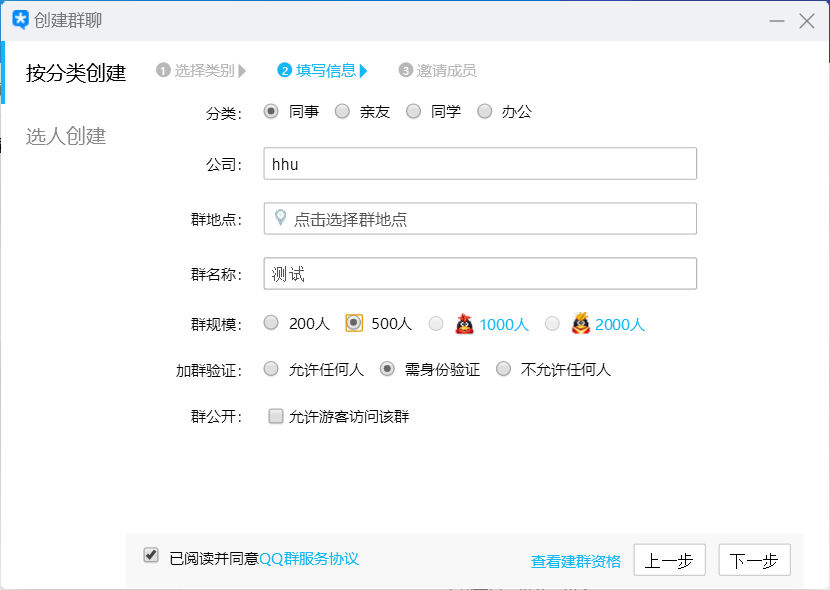 创建群聊
按分类创建
选人创建
1 选择类别 2 填写信息 3 邀请成员
分类： 同事 亲友 同学 办公
公司： hhu
群地点： 点击选择群地点
群名称： 测试
群规模： 200人 500人 1000人 2000人
加群验证： 允许任何人 需身份验证 不允许任何人
群公开： 允许游客访问该群
已阅读并同意QQ群服务协议 查看建群资格 上一步 下一步